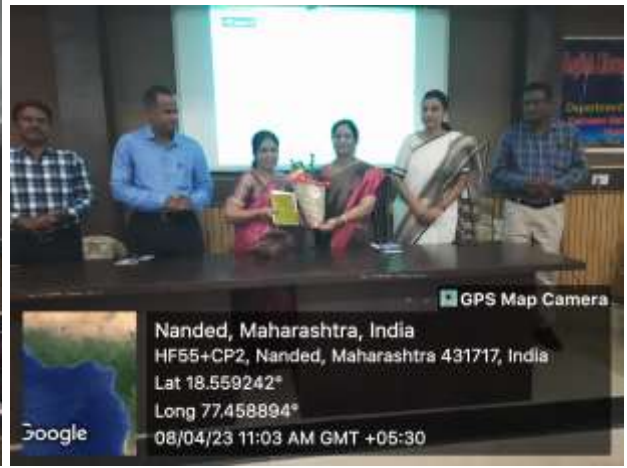 Department
GPS Map Camera
Nanded, Maharashtra, India
HF55+CP2, Nanded, Maharashtra 431717, India
Lat 18.559242°
Long 77.458894°
08/04/23 11:03 AM GMT +05:30
Google